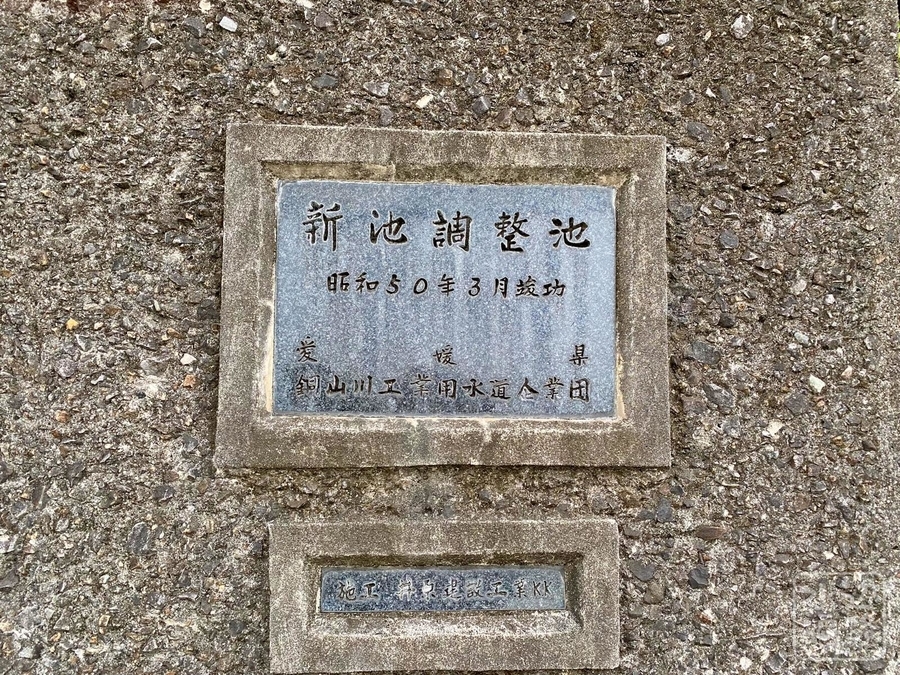 新池調整池
昭和50年3月竣功
愛媛県
銅山川工業用水道企業団
施工 建設工業KK